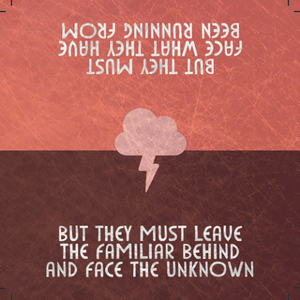 BUT THEY MUST
FACE WHAT THEY HAVE
BEEN RUNNING FROM
BUT THEY MUST LEAVE
THE FAMILIAR BEHIND
AND FACE THE UNKNOWN